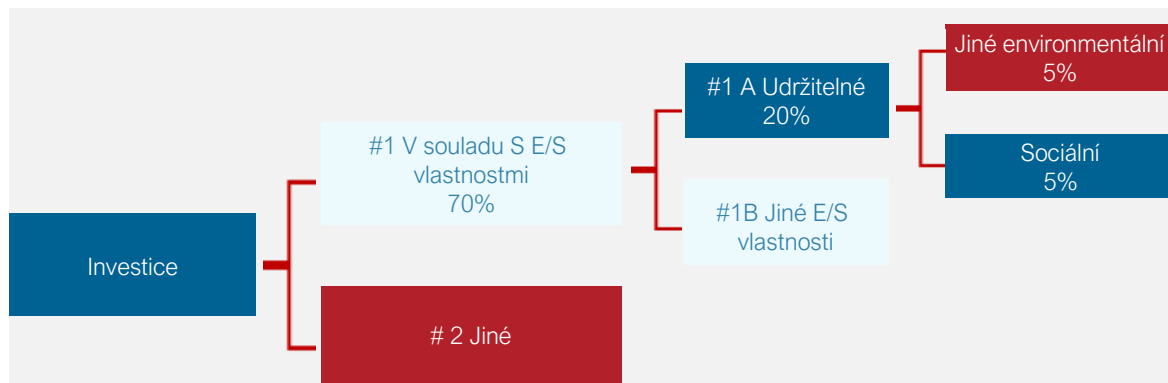 Investice
#1 V souladu S E/S
vlastnostmi
70%
# 2 Jiné
#1 A Udržitelné
20%
#1B Jiné E/S
vlastnosti
Jiné environmentální
5%
Sociální
5%